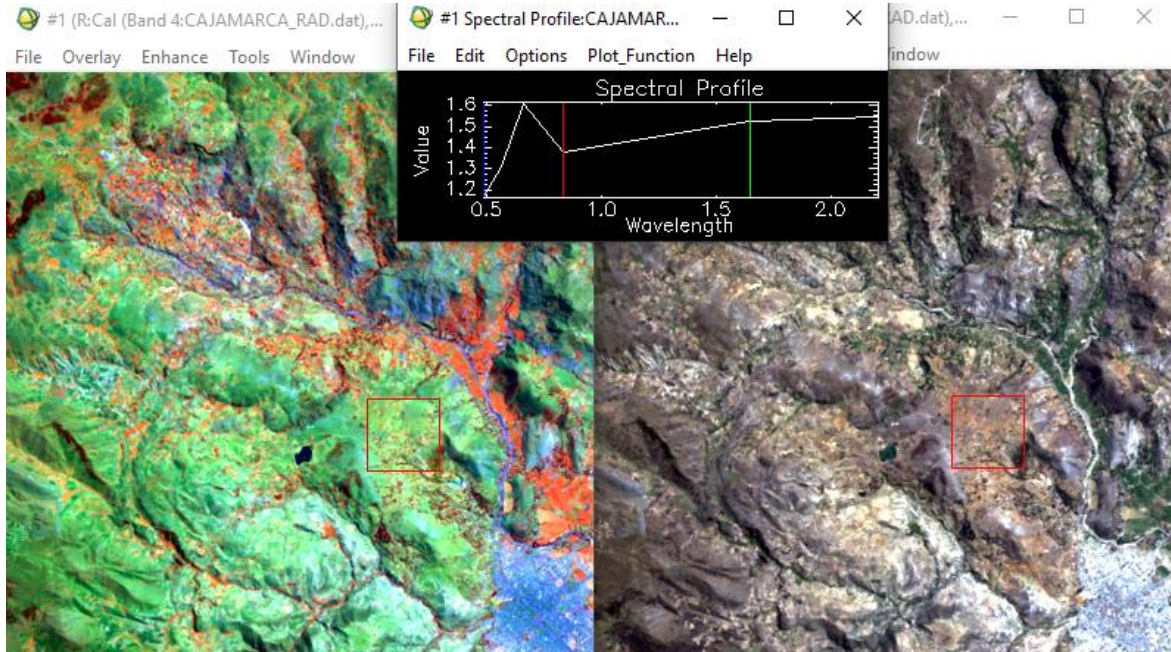 #1 (R:Cal (Band 4:CAJAMARCA_RAD.dat),...
File Overlay Enhance Tools Window
#1 Spectral Profile:CAJAMAR...
File Edit Options Plot_Function Help
Spectral Profile
Value
1.6
1.5
1.4
1.3
1.2
0.5 1.0 1.5 2.0
Wavelength
RAD.dat),...
Window